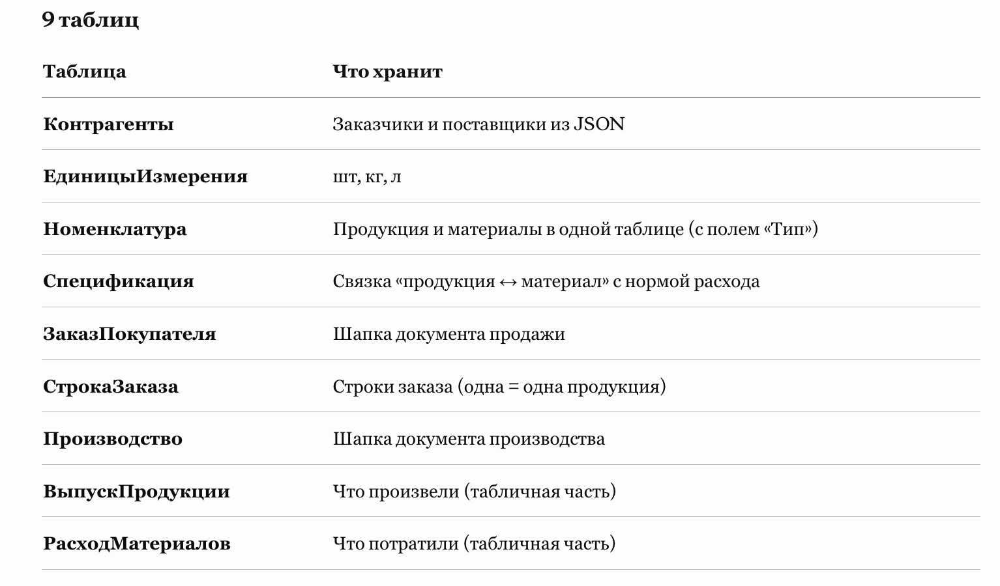 9 таблиц
Таблица Что хранит
Контрагенты Заказчики и поставщики из JSON
ЕдиницыИзмерения шт, кг, л
Номенклатура Продукция и материалы в одной таблице (с полем «Тип»)
Спецификация Связка «продукция ↔ материал» с нормой расхода
ЗаказПокупателя Шапка документа продажи
СтрокаЗаказа Строки заказа (одна = одна продукция)
Производство Шапка документа производства
ВыпускПродукции Что произвели (табличная часть)
РасходМатериалов Что потратили (табличная часть)